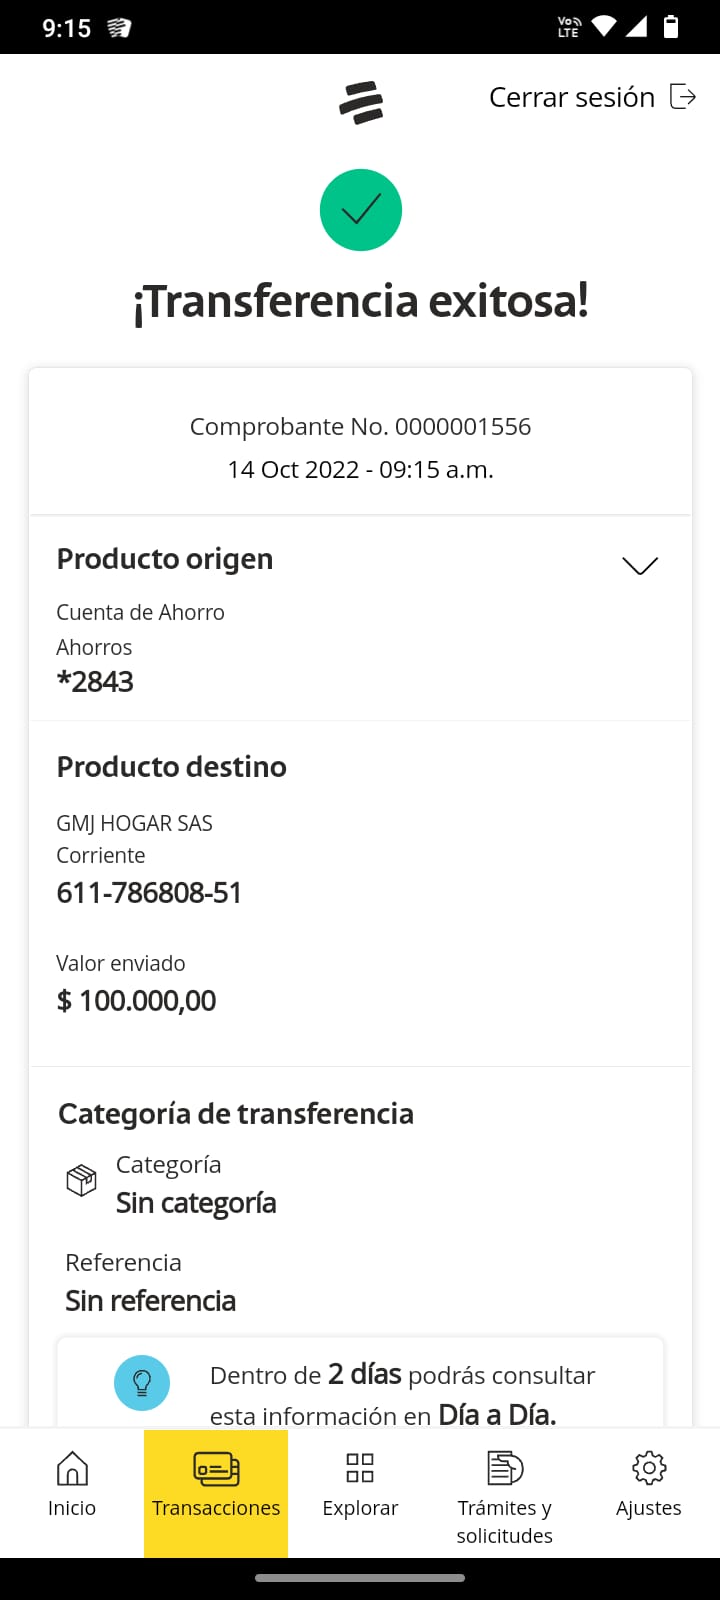 9:15
Vo
LTE
Cerrar sesión
¡Transferencia exitosa!
Comprobante No. 0000001556
14 Oct 2022 - 09:15 a.m.
Producto origen
Cuenta de Ahorro
Ahorros
*2843
Producto destino
GMJ HOGAR SAS
Corriente
611-786808-51
Valor enviado
$ 100.000,00
Categoría de transferencia
Categoría
Sin categoría
Referencia
Sin referencia
Dentro de 2 días podrás consultar
esta información en Día a Día.
Inicio
Transacciones
Explorar
Trámites y
solicitudes
Ajustes